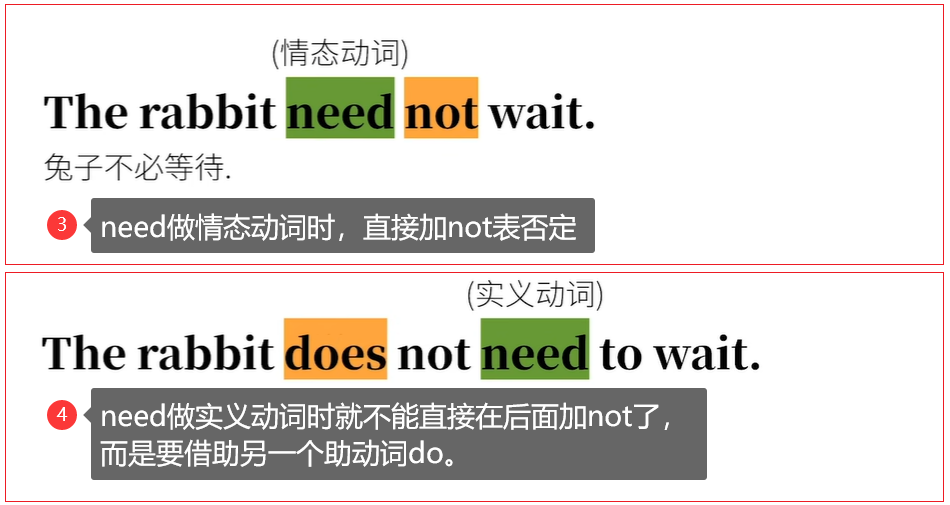 (情态动词)
The rabbit need not wait.
兔子不必等待.
3 need做情态动词时，直接加not表否定
(实义动词)
The rabbit does not need to wait.
4 need做实义动词时就不能直接在后面加not了，
而是要借助另一个助动词do。